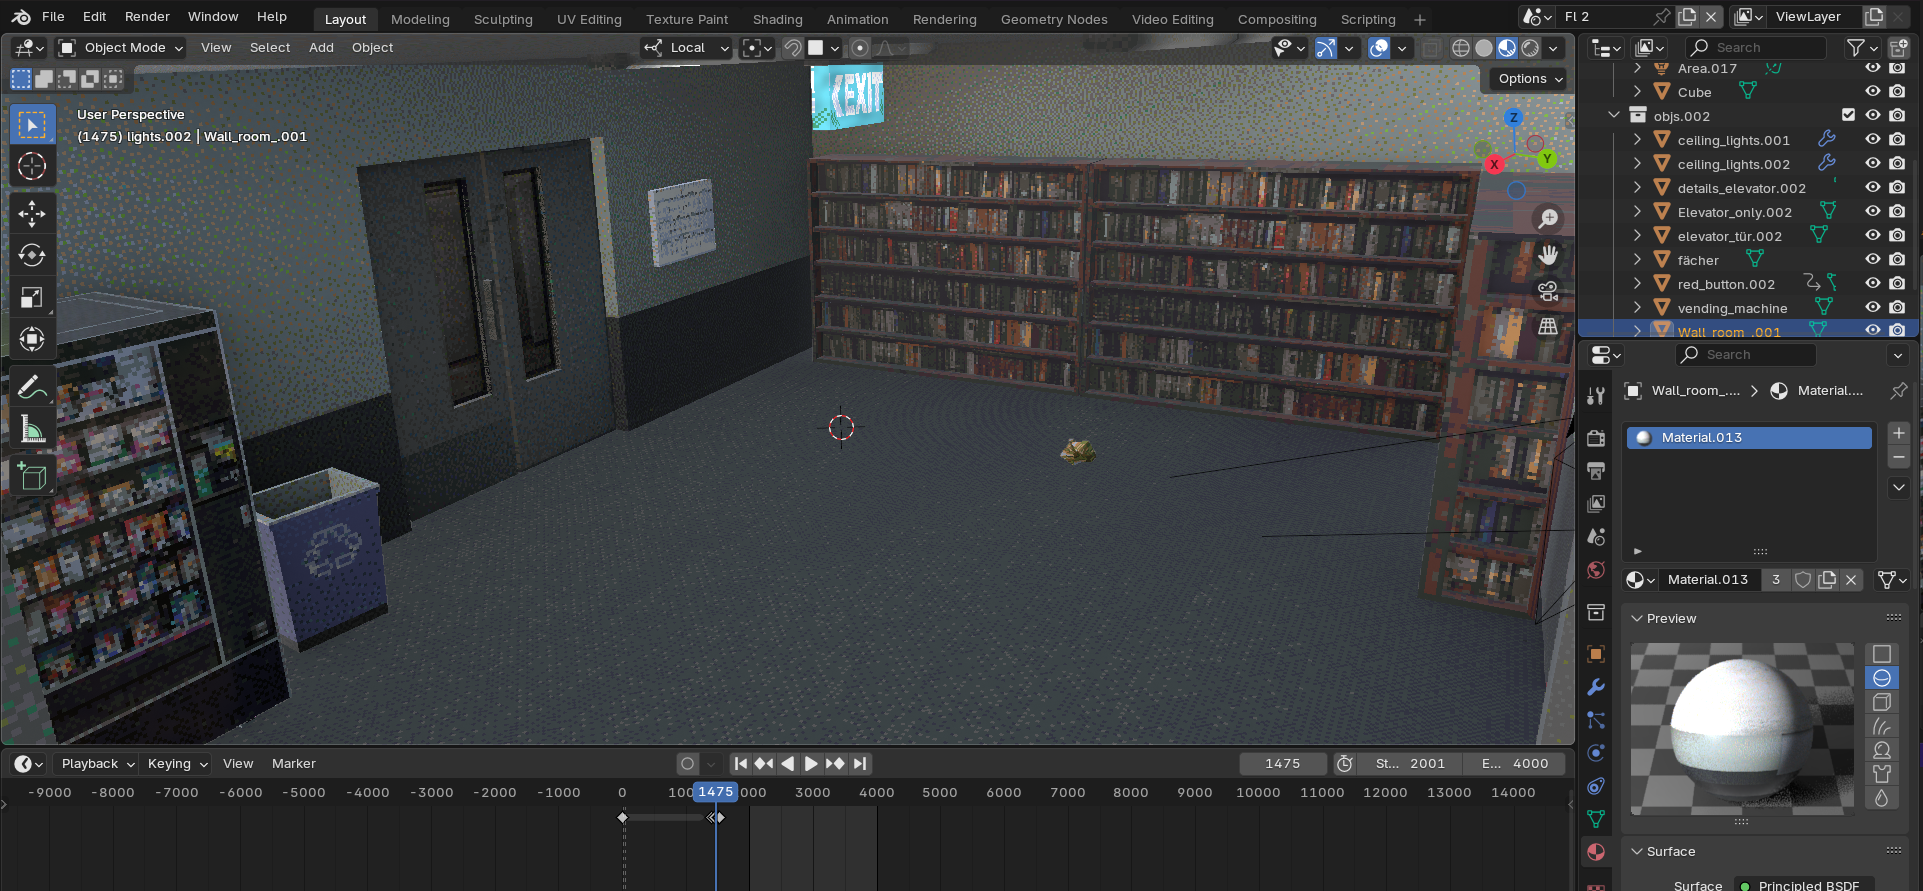 File Edit Render Window Help Layout Modeling Sculpting UV Editing Texture Paint Shading Animation Rendering Geometry Nodes Video Editing Compositing Scripting + Fl 2 ViewLayer
Object Mode View Select Add Object Local Search
Options
User Perspective
(1475) lights.002 | Wall_room_.001
EXIT
Z
X
Y
Area.017
Cube
objs.002
ceiling_lights.001
ceiling_lights.002
details_elevator.002
Elevator_only.002
elevator_tür.002
fächer
red_button.002
vending_machine
Wall_room_.001
Search
Wall_room_.... > Material....
Material.013
Material.013 3
Preview
Surface
Surface Principled BSDF
Playback Keying View Marker 1475 St... 2001 E... 4000
-9000 -8000 -7000 -6000 -5000 -4000 -3000 -2000 -1000 0 100 1475 000 3000 4000 5000 6000 7000 8000 9000 10000 11000 12000 13000 14000